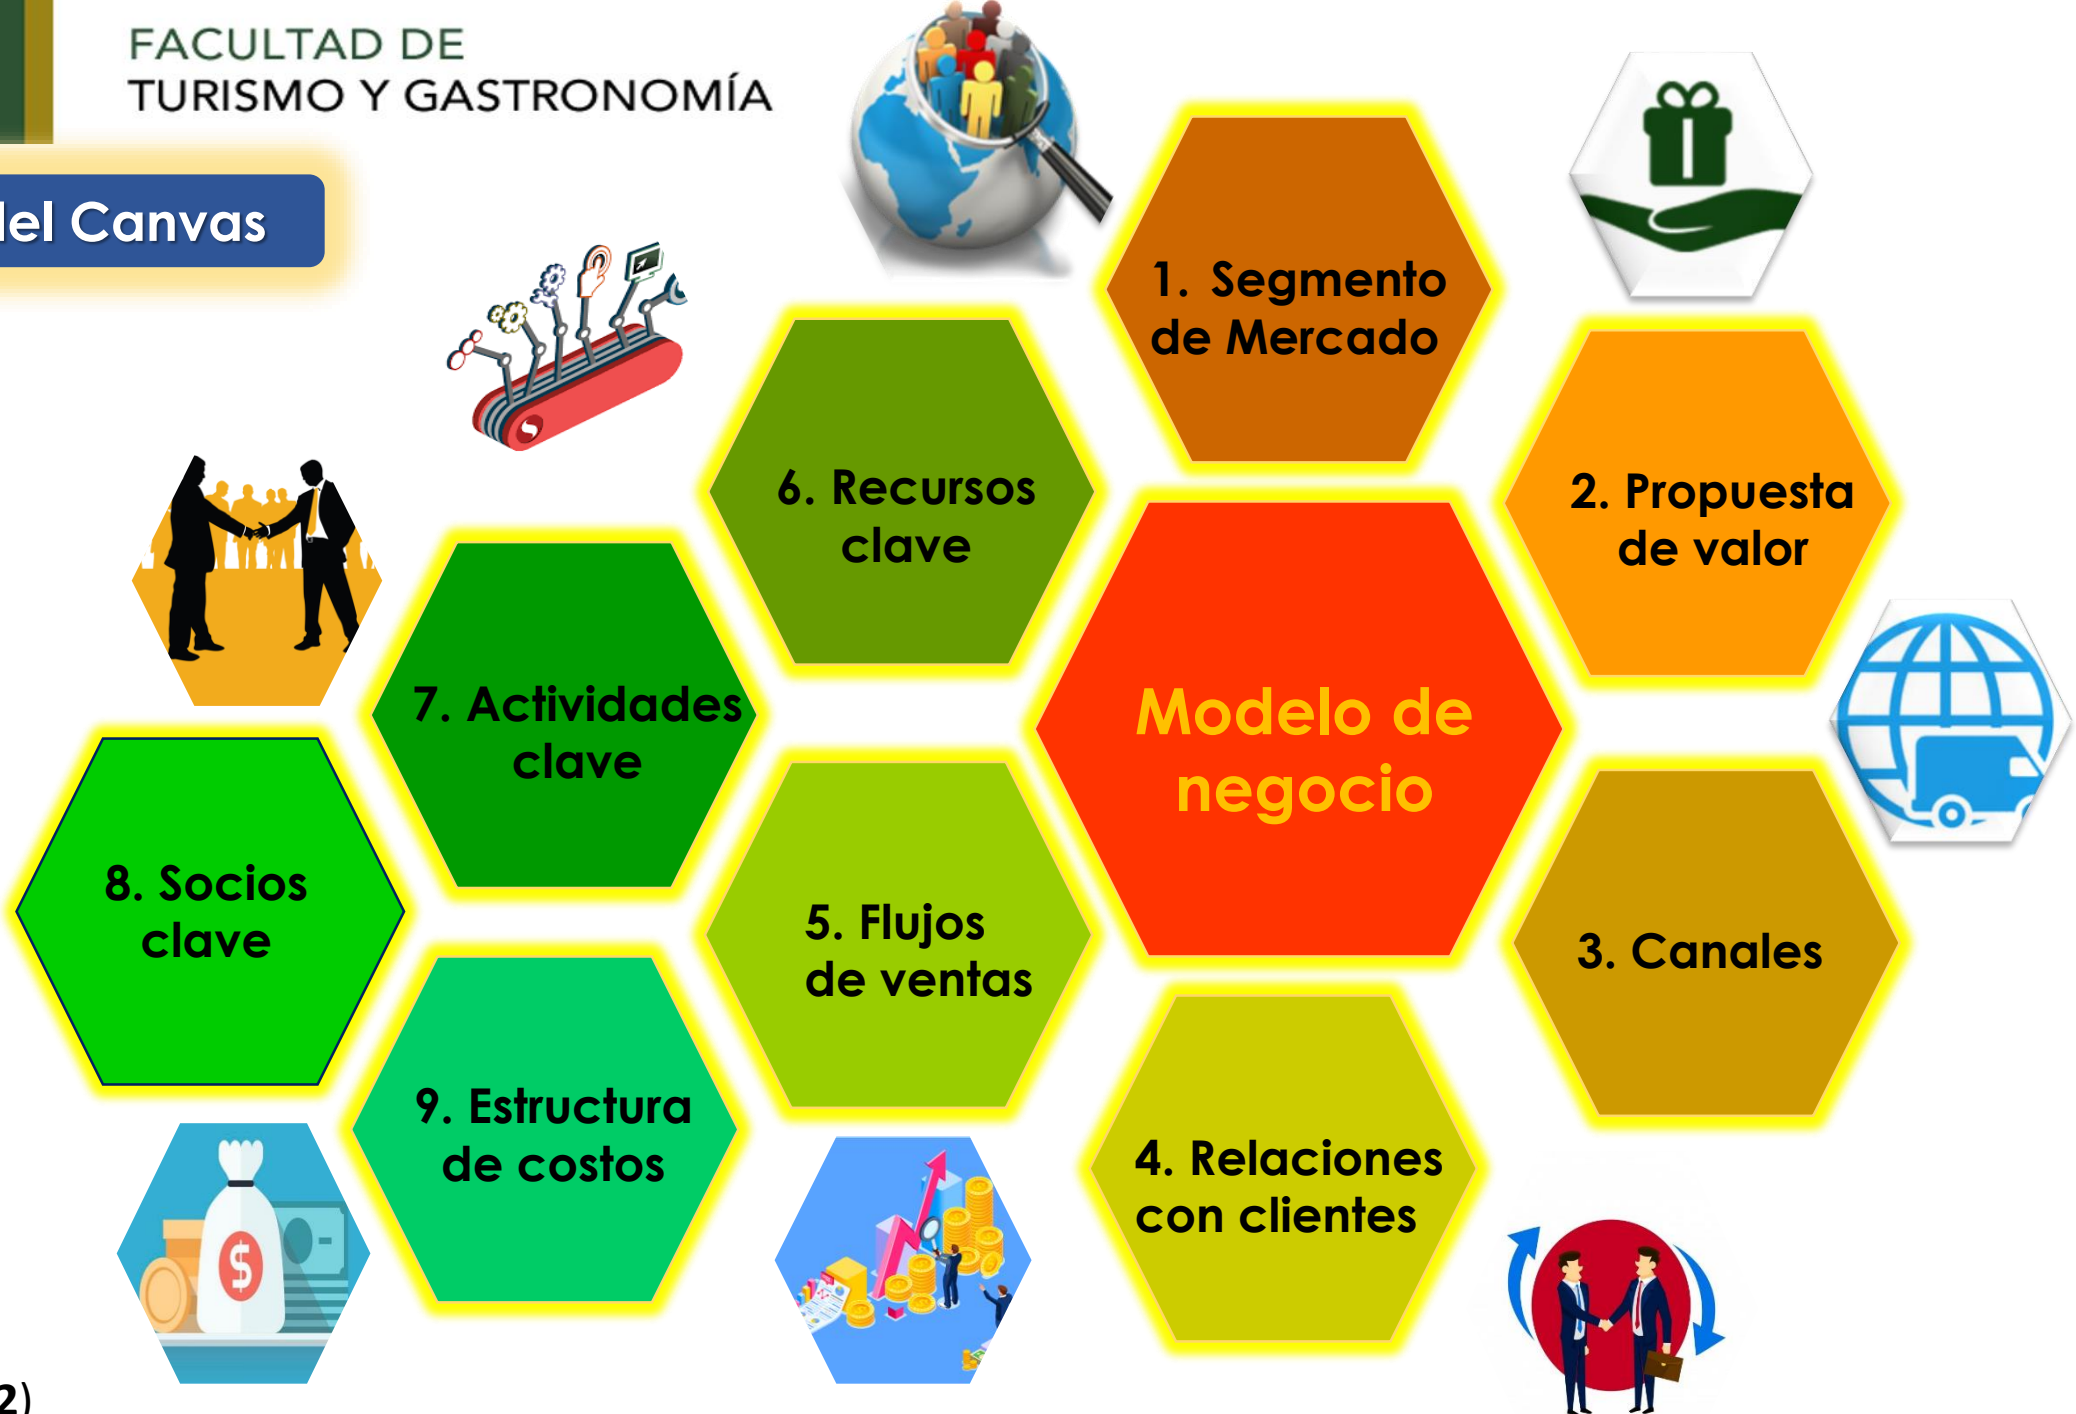 FACULTAD DE
TURISMO Y GASTRONOMÍA
del Canvas
1. Segmento
de Mercado
2. Propuesta
de valor
6. Recursos
clave
7. Actividades
clave
Modelo de
negocio
8. Socios
clave
5. Flujos
de ventas
3. Canales
9. Estructura
de costos
4. Relaciones
con clientes
$
2)